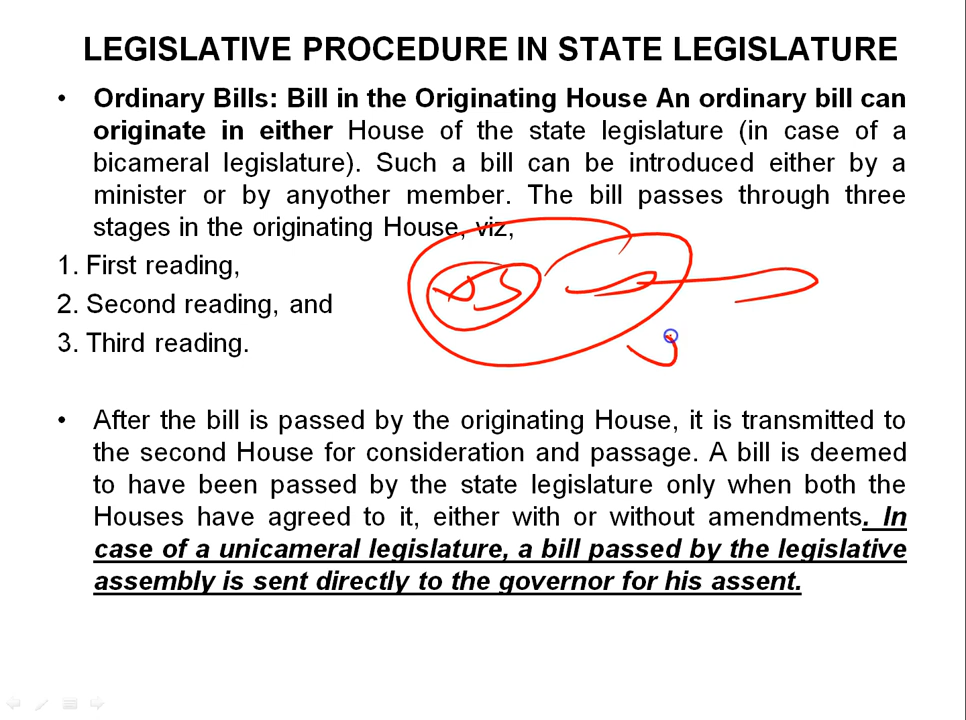 LEGISLATIVE PROCEDURE IN STATE LEGISLATURE
• Ordinary Bills: Bill in the Originating House An ordinary bill can
originate in either House of the state legislature (in case of a
bicameral legislature). Such a bill can be introduced either by a
minister or by anyother member. The bill passes through three
stages in the originating House, viz,
1. First reading,
2. Second reading, and
3. Third reading.
• After the bill is passed by the originating House, it is transmitted to
the second House for consideration and passage. A bill is deemed
to have been passed by the state legislature only when both the
Houses have agreed to it, either with or without amendments. In
case of a unicameral legislature, a bill passed by the legislative
assembly is sent directly to the governor for his assent.